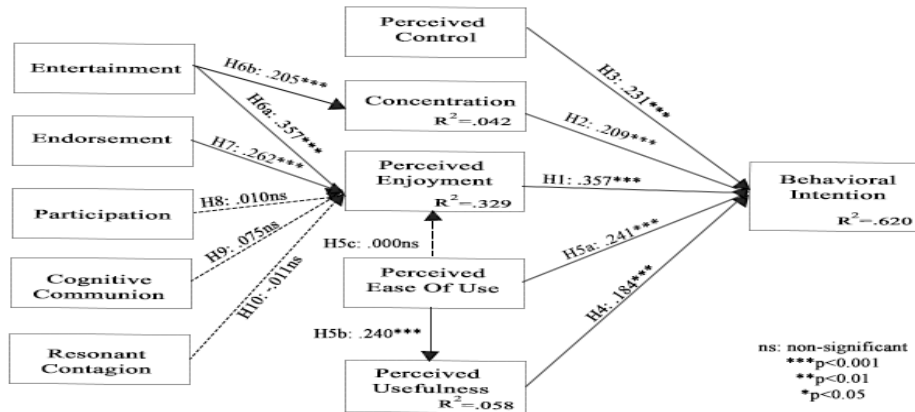 Perceived
Control
Entertainment
H6b: .205***
H3: .231***
Concentration
R²=.042
H6a: .357***
H2: .209***
Endorsement
H7: .262***
Perceived
Enjoyment
R²=.329
H1: .357***
Behavioral
Intention
R²=.620
Participation
H8: .010ns
H9: .075ns
H5c: .000ns
H5a: .241***
Cognitive
Communion
H10: -.011ns
Perceived
Ease Of Use
H4: .184***
H5b: .240***
Resonant
Contagion
Perceived
Usefulness
R²=.058
ns: non-significant
***p<0.001
**p<0.01
*p<0.05